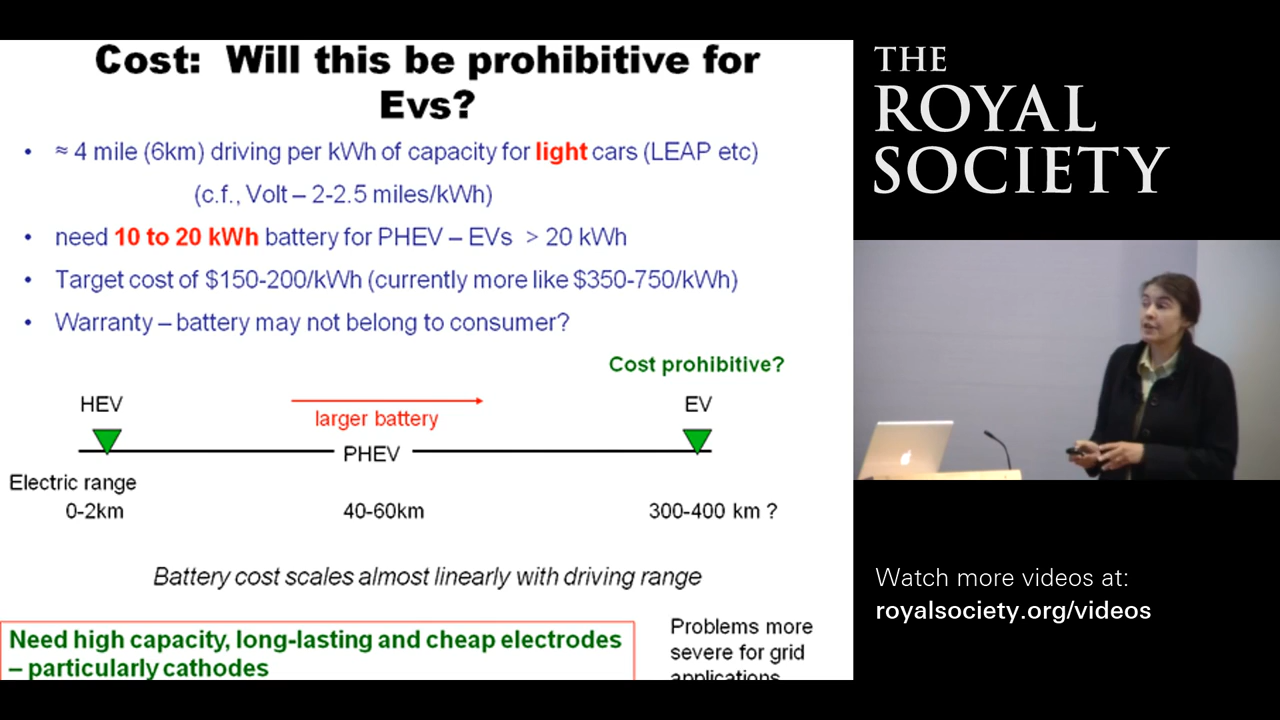 Cost: Will this be prohibitive for
Evs?
• ≈ 4 mile (6km) driving per kWh of capacity for light cars (LEAP etc)
(c.f., Volt – 2-2.5 miles/kWh)
• need 10 to 20 kWh battery for PHEV – EVs > 20 kWh
• Target cost of $150-200/kWh (currently more like $350-750/kWh)
• Warranty – battery may not belong to consumer?
Cost prohibitive?
HEV
EV
larger battery
PHEV
Electric range
0-2km
40-60km
300-400 km ?
Battery cost scales almost linearly with driving range
Need high capacity, long-lasting and cheap electrodes
– particularly cathodes
Problems more
severe for grid
applications
THE
ROYAL
SOCIETY
Watch more videos at:
royalsociety.org/videos